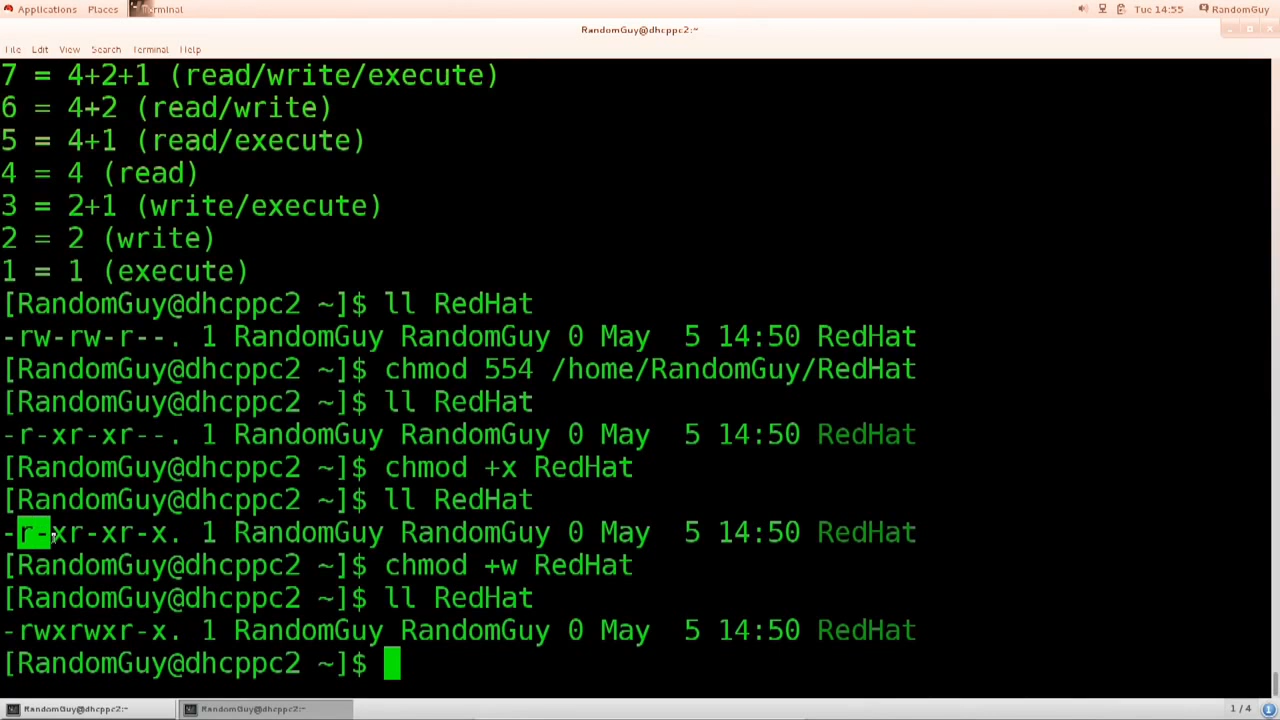 Applications Places Terminal Tue 14:55 RandomGuy
RandomGuy@dhcppc2:~
File Edit View Search Terminal Help
7 = 4+2+1 (read/write/execute)
6 = 4+2 (read/write)
5 = 4+1 (read/execute)
4 = 4 (read)
3 = 2+1 (write/execute)
2 = 2 (write)
1 = 1 (execute)
[RandomGuy@dhcppc2 ~]$ ll RedHat
-rw-rw-r--. 1 RandomGuy RandomGuy 0 May  5 14:50 RedHat
[RandomGuy@dhcppc2 ~]$ chmod 554 /home/RandomGuy/RedHat
[RandomGuy@dhcppc2 ~]$ ll RedHat
-r-xr-xr--. 1 RandomGuy RandomGuy 0 May  5 14:50 RedHat
[RandomGuy@dhcppc2 ~]$ chmod +x RedHat
[RandomGuy@dhcppc2 ~]$ ll RedHat
-r-xr-xr-x. 1 RandomGuy RandomGuy 0 May  5 14:50 RedHat
[RandomGuy@dhcppc2 ~]$ chmod +w RedHat
[RandomGuy@dhcppc2 ~]$ ll RedHat
-rwxrwxr-x. 1 RandomGuy RandomGuy 0 May  5 14:50 RedHat
[RandomGuy@dhcppc2 ~]$
RandomGuy@dhcppc2:~ RandomGuy@dhcppc2:~ 1 / 4